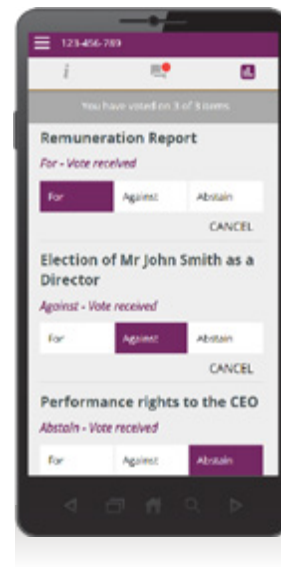 123-456-789
i
You have voted on 3 of 3 items
Remuneration Report
For - Vote received
For Against Abstain
CANCEL
Election of Mr John Smith as a
Director
Against - Vote received
For Against Abstain
CANCEL
Performance rights to the CEO
Abstain - Vote received
For Against Abstain